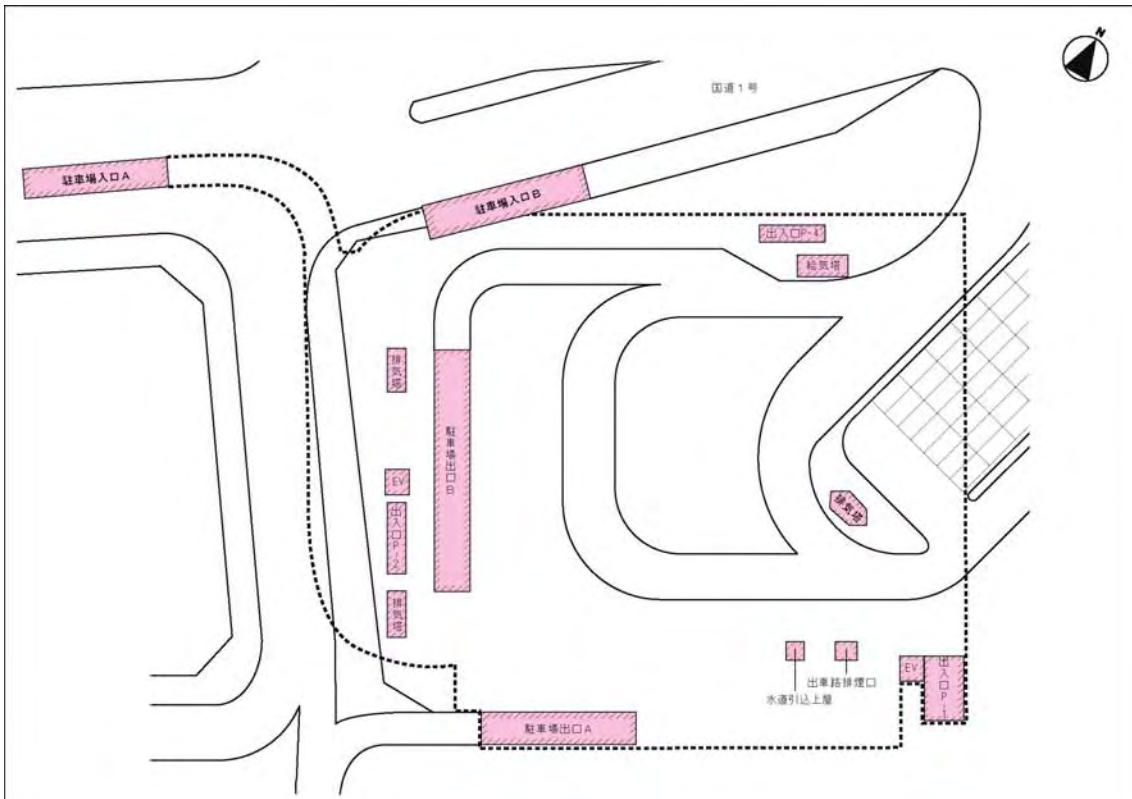 N
国道1号
駐車場入口A
駐車場入口B
出入口P-4
給気塔
排気塔
駐車場出口B
EV
出入口P-2
排気塔
排気塔
出車路排煙口
水道引込上屋
EV
出入口P-1
駐車場出口A